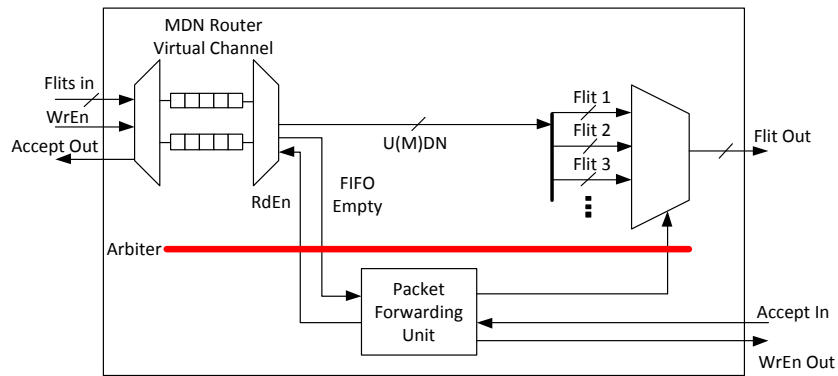 MDN Router
Virtual Channel
Flits in
WrEn
Accept Out
RdEn
FIFO
Empty
U(M)DN
Flit 1
Flit 2
Flit 3
Flit Out
Arbiter
Packet
Forwarding
Unit
Accept In
WrEn Out